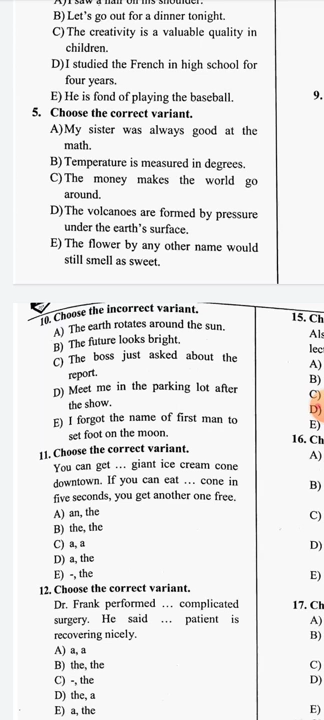 A)I saw a hair on his shoulder.
B) Let's go out for a dinner tonight.
C) The creativity is a valuable quality in
children.
D)I studied the French in high school for
four years.
E) He is fond of playing the baseball.
9.
5. Choose the correct variant.
A)My sister was always good at the
math.
B) Temperature is measured in degrees.
C) The money makes the world go
around.
D) The volcanoes are formed by pressure
under the earth's surface.
E) The flower by any other name would
still smell as sweet.
10. Choose the incorrect variant.
A) The earth rotates around the sun.
B) The future looks bright.
C) The boss just asked about the
report.
D) Meet me in the parking lot after
the show.
E) I forgot the name of first man to
set foot on the moon.
11. Choose the correct variant.
You can get ... giant ice cream cone
downtown. If you can eat ... cone in
five seconds, you get another one free.
A) an, the
B) the, the
C) a, a
D) a, the
E) -, the
12. Choose the correct variant.
Dr. Frank performed ... complicated
surgery. He said ... patient is
recovering nicely.
A) a, a
B) the, the
C) -, the
D) the, a
E) a, the
15. Ch
Als
lec
A)
B)
C)
D)
E)
16. Ch
A)
B)
C)
D)
E)
17. Ch
A)
B)
C)
D)
E)